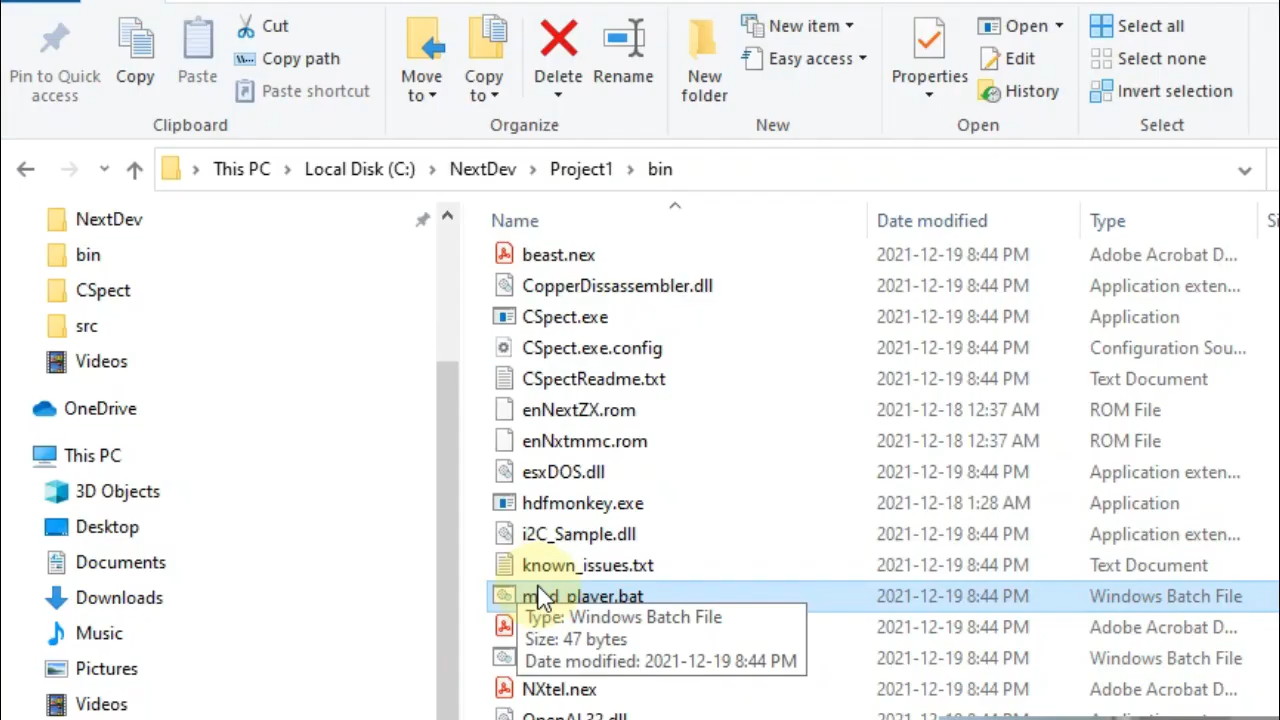 Cut
Copy path
Paste shortcut
Pin to Quick access
Copy
Paste
Clipboard
Move to
Copy to
Delete
Rename
Organize
New folder
New item
Easy access
New
Properties
Open
Edit
History
Open
Select all
Select none
Invert selection
Select
This PC > Local Disk (C:) > NextDev > Project1 > bin
NextDev
bin
CSpect
src
Videos
OneDrive
This PC
3D Objects
Desktop
Documents
Downloads
Music
Pictures
Videos
Name Date modified Type
beast.nex 2021-12-19 8:44 PM Adobe Acrobat D...
CopperDissassembler.dll 2021-12-19 8:44 PM Application exten...
CSpect.exe 2021-12-19 8:44 PM Application
CSpect.exe.config 2021-12-19 8:44 PM Configuration Sou...
CSpectReadme.txt 2021-12-19 8:44 PM Text Document
enNextZX.rom 2021-12-18 12:37 AM ROM File
enNxtmmc.rom 2021-12-18 12:37 AM ROM File
esxDOS.dll 2021-12-19 8:44 PM Application exten...
hdfmonkey.exe 2021-12-18 1:28 AM Application
i2C_Sample.dll 2021-12-19 8:44 PM Application exten...
known_issues.txt 2021-12-19 8:44 PM Text Document
2021-12-19 8:44 PM Windows Batch File
Type: Windows Batch File
Size: 47 bytes
Date modified: 2021-12-19 8:44 PM
2021-12-19 8:44 PM Adobe Acrobat D...
2021-12-19 8:44 PM Windows Batch File
NXtel.nex 2021-12-19 8:44 PM Adobe Acrobat D...